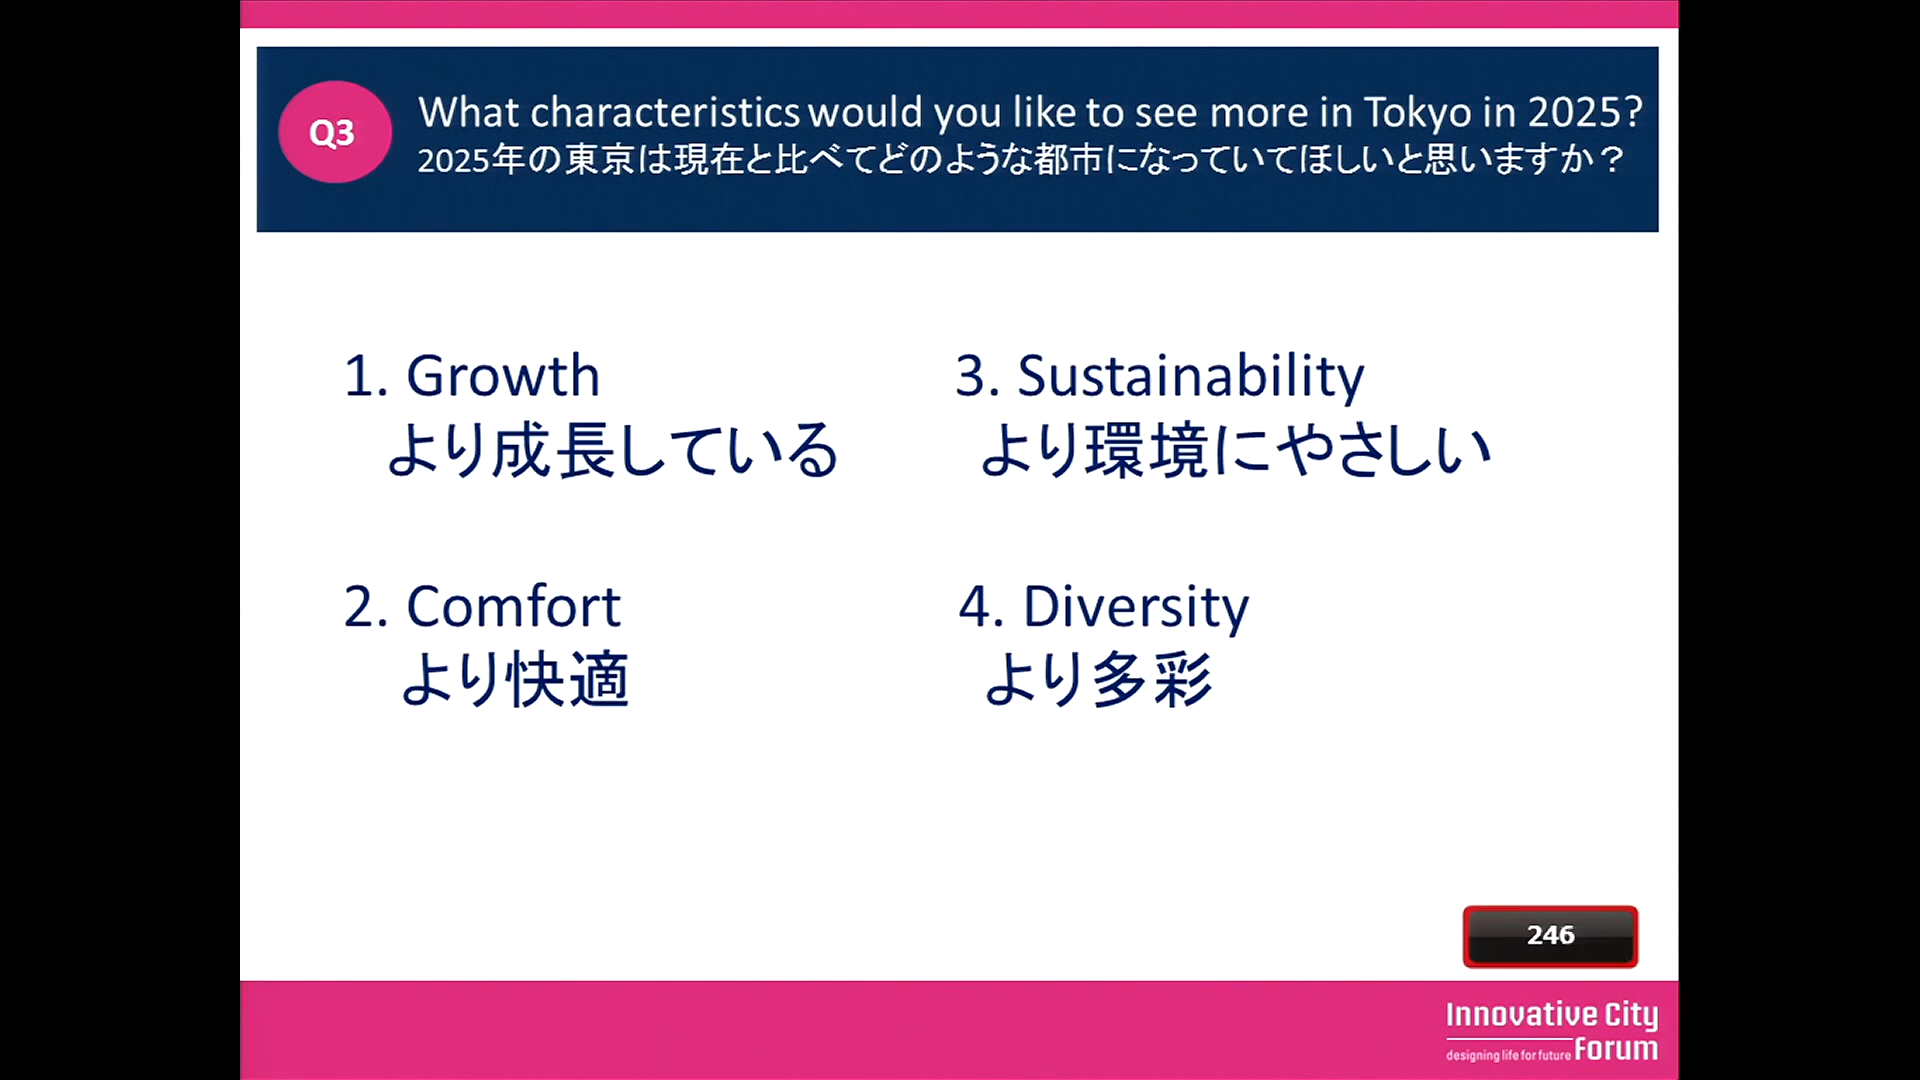 Q3
What characteristics would you like to see more in Tokyo in 2025?
2025年の東京は現在と比べてどのような都市になっていてほしいと思いますか？
1. Growth
より成長している
2. Comfort
より快適
3. Sustainability
より環境にやさしい
4. Diversity
より多彩
246
Innovative City
designing life for future Forum